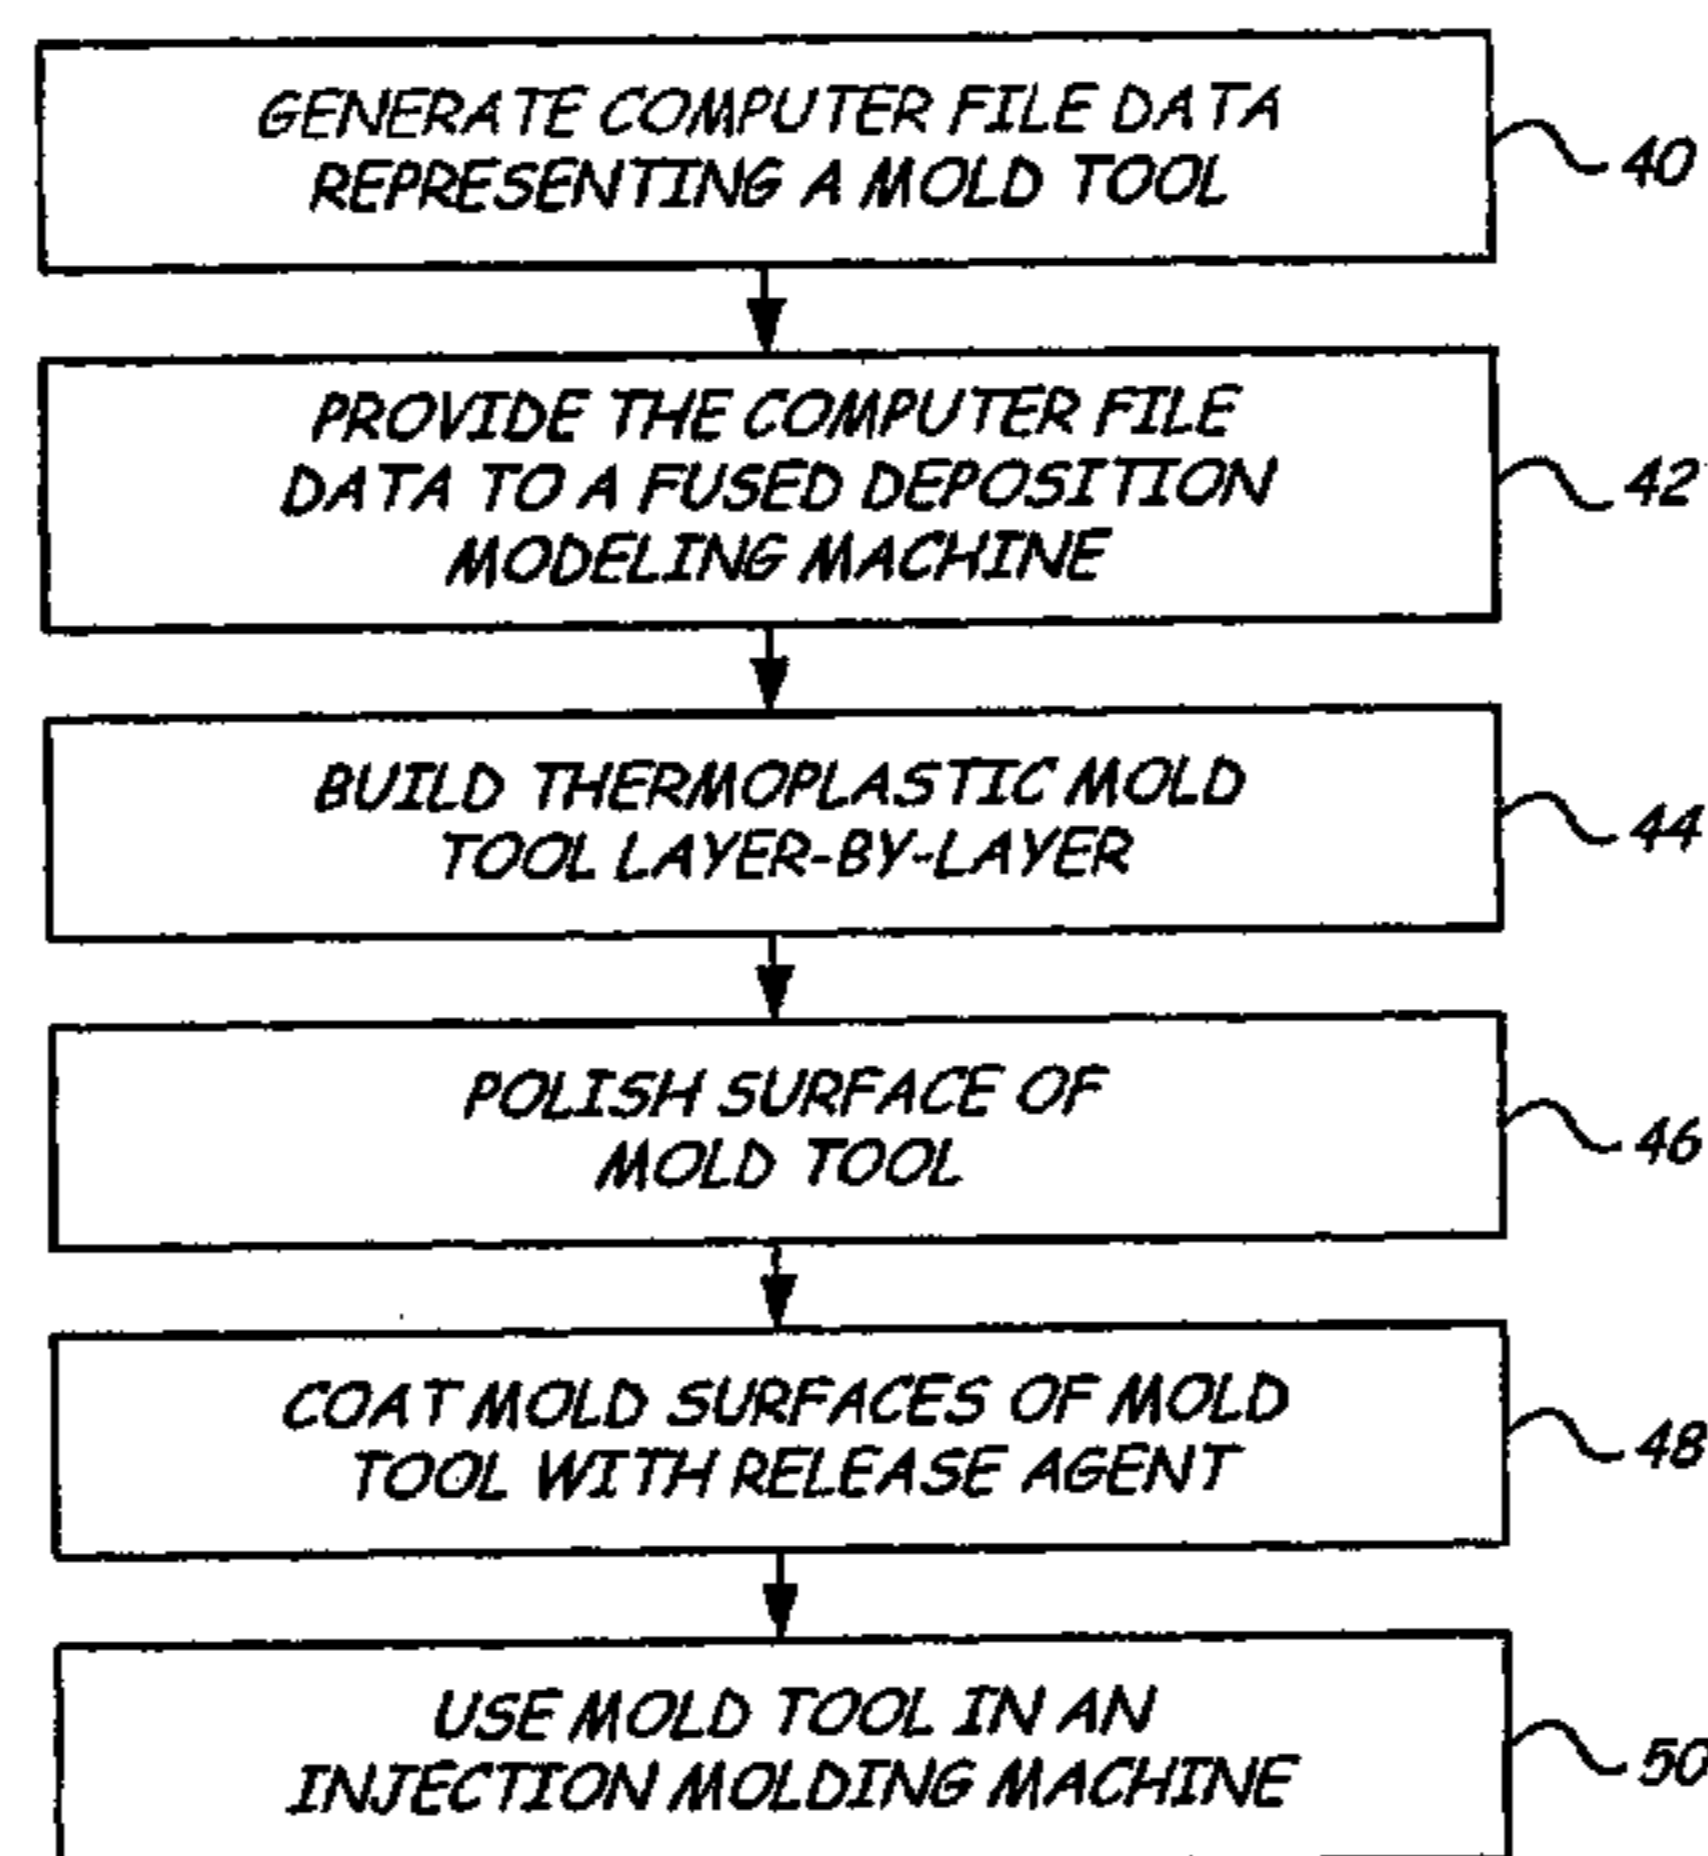 GENERATE COMPUTER FILE DATA
REPRESENTING A MOLD TOOL
40
PROVIDE THE COMPUTER FILE
DATA TO A FUSED DEPOSITION
MODELING MACHINE
42
BUILD THERMOPLASTIC MOLD
TOOL LAYER-BY-LAYER
44
POLISH SURFACE OF
MOLD TOOL
46
COAT MOLD SURFACES OF MOLD
TOOL WITH RELEASE AGENT
48
USE MOLD TOOL IN AN
INJECTION MOLDING MACHINE
50